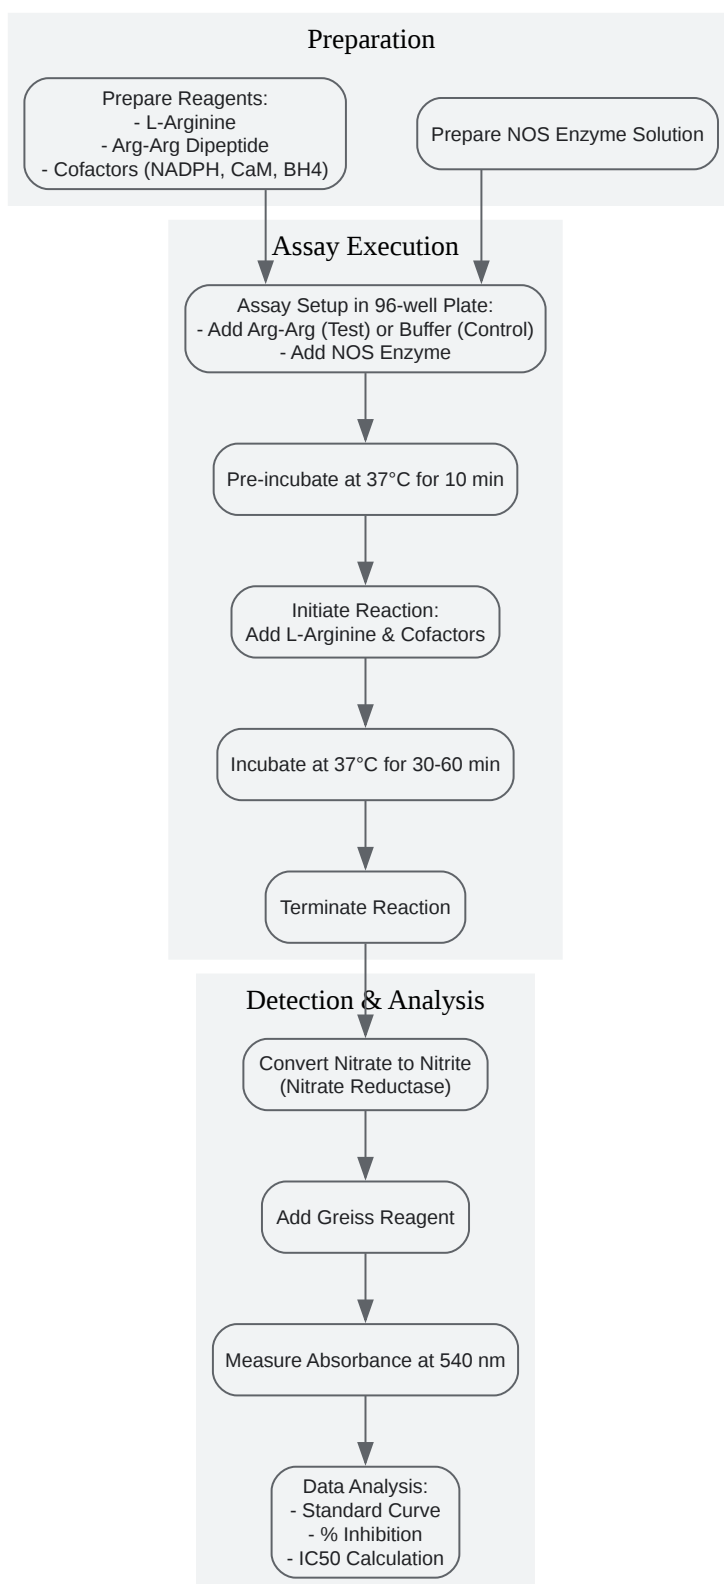 Preparation
Prepare Reagents:
- L-Arginine
- Arg-Arg Dipeptide
- Cofactors (NADPH, CaM, BH4)
Prepare NOS Enzyme Solution
Assay Execution
Assay Setup in 96-well Plate:
- Add Arg-Arg (Test) or Buffer (Control)
- Add NOS Enzyme
Pre-incubate at 37°C for 10 min
Initiate Reaction:
Add L-Arginine & Cofactors
Incubate at 37°C for 30-60 min
Terminate Reaction
Detection & Analysis
Convert Nitrate to Nitrite
(Nitrate Reductase)
Add Greiss Reagent
Measure Absorbance at 540 nm
Data Analysis:
- Standard Curve
- % Inhibition
- IC50 Calculation